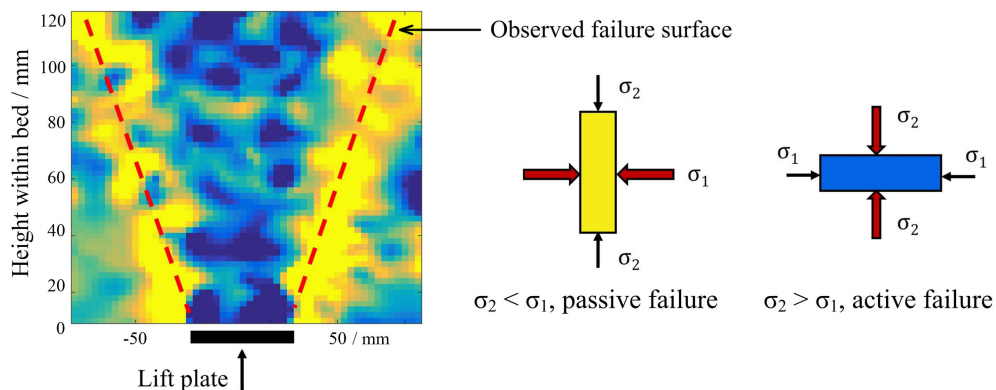 120
100
80
60
40
20
0
Height within bed / mm
-50
50 / mm
Lift plate
Observed failure surface
σ₂
σ₁
σ₂
σ₂ < σ₁, passive failure
σ₂
σ₁
σ₁
σ₂
σ₂ > σ₁, active failure